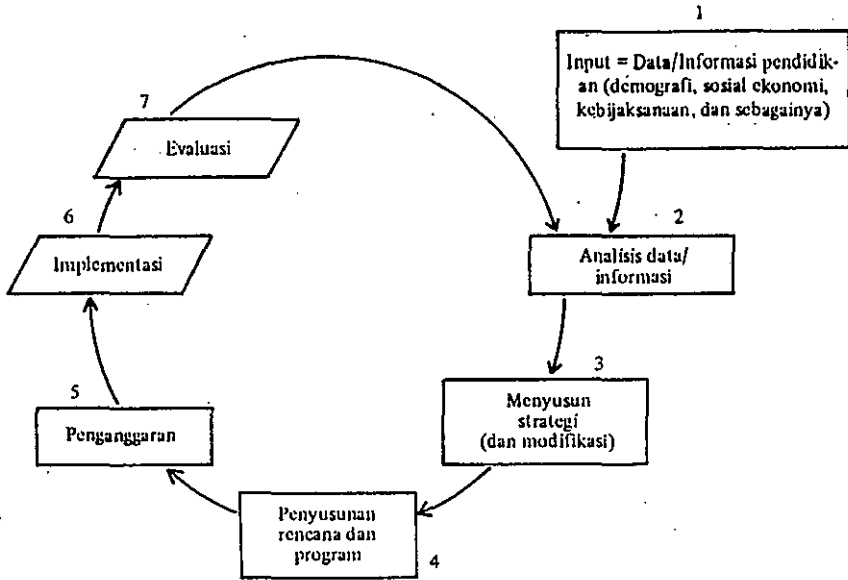 1
Input = Data/Informasi pendidik-
an (demografi, sosial ekonomi,
kebijaksanaan, dan sebagainya)
2
Analisis data/
informasi
3
Menyusun
strategi
(dan modifikasi)
Penyusunan
rencana dan
program
4
5
Penganggaran
6
Implementasi
7
Evaluasi